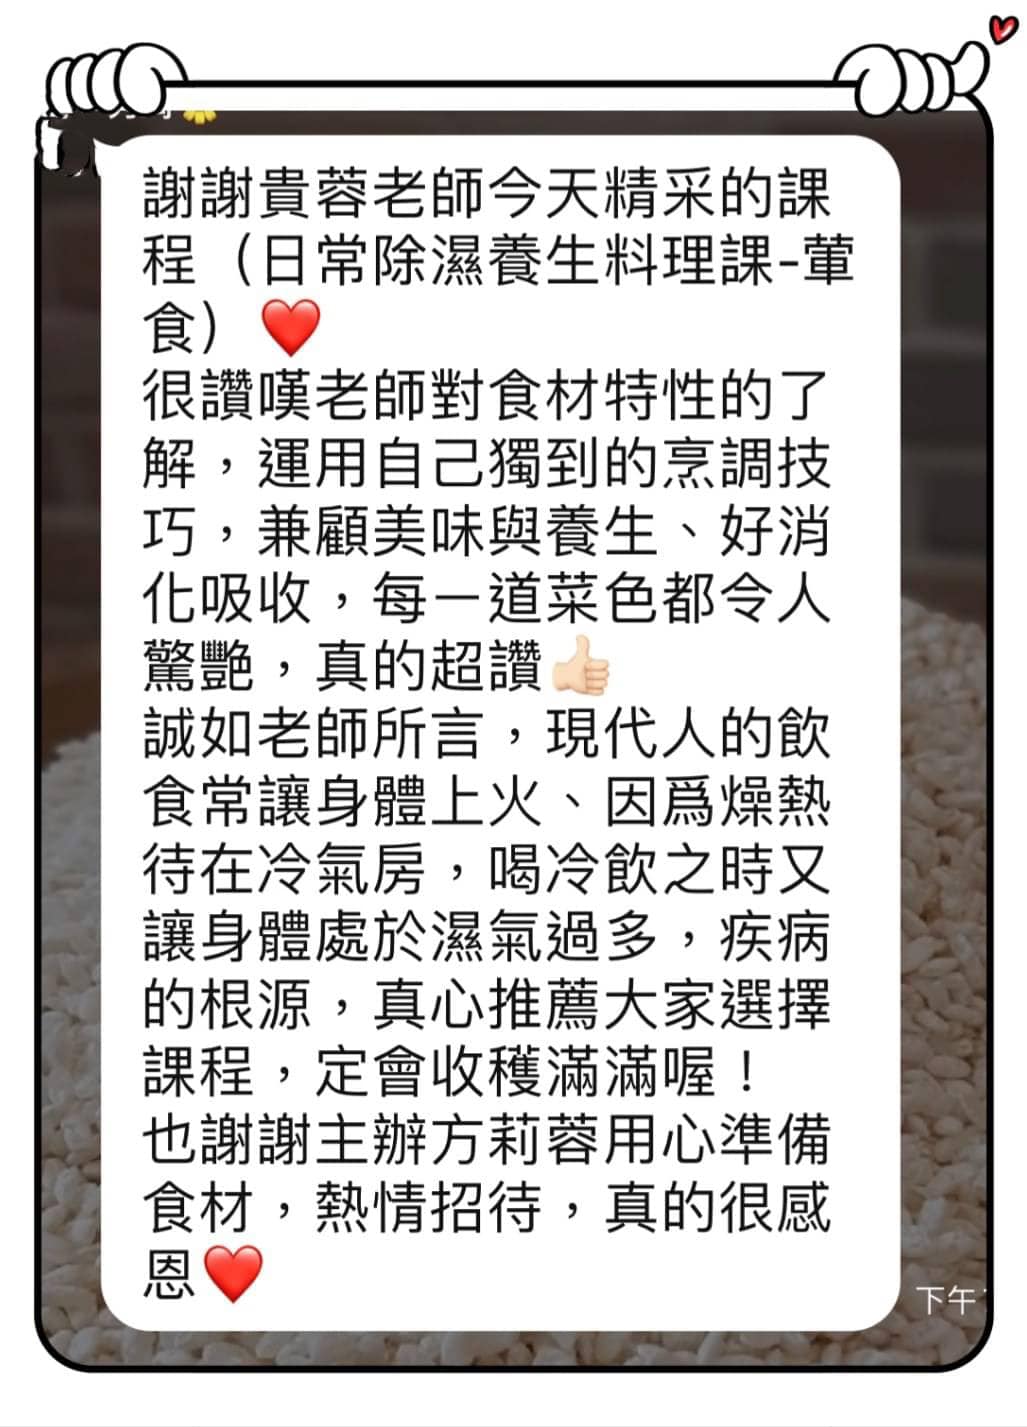 謝謝貴蓉老師今天精采的課
程（日常除濕養生料理課-葷
食）❤️
很讚嘆老師對食材特性的了
解，運用自己獨到的烹調技
巧，兼顧美味與養生、好消
化吸收，每一道菜色都令人
驚艷，真的超讚👍🏻
誠如老師所言，現代人的飲
食常讓身體上火、因爲燥熱
待在冷氣房，喝冷飲之時又
讓身體處於濕氣過多，疾病
的根源，真心推薦大家選擇
課程，定會收穫滿滿喔！
也謝謝主辦方莉蓉用心準備
食材，熱情招待，真的很感
恩❤️
下午